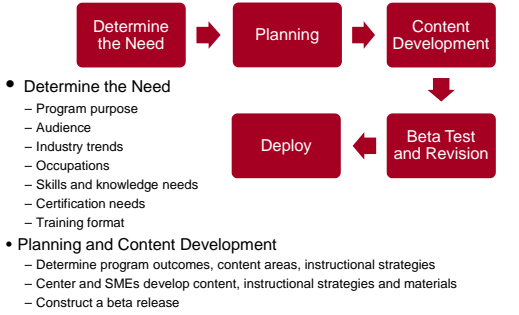 Determine
the Need
Planning
Content
Development
• Determine the Need
– Program purpose
– Audience
– Industry trends
– Occupations
– Skills and knowledge needs
– Certification needs
– Training format
Deploy
Beta Test
and Revision
• Planning and Content Development
– Determine program outcomes, content areas, instructional strategies
– Center and SMEs develop content, instructional strategies and materials
– Construct a beta release